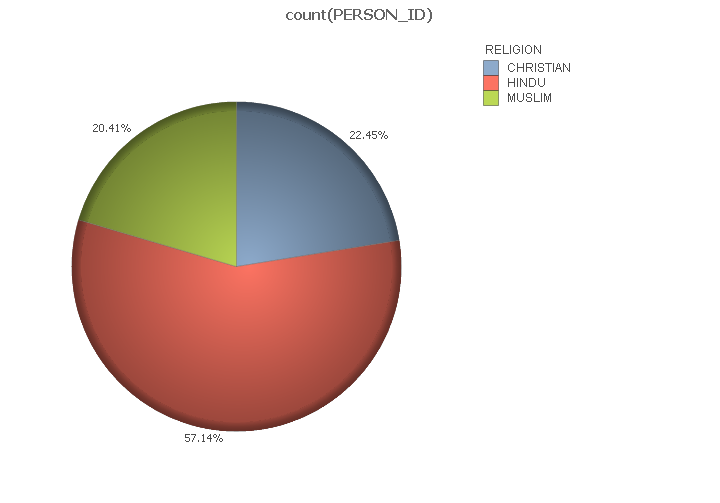 count(PERSON_ID)
RELIGION
CHRISTIAN
HINDU
MUSLIM
20.41%
22.45%
57.14%